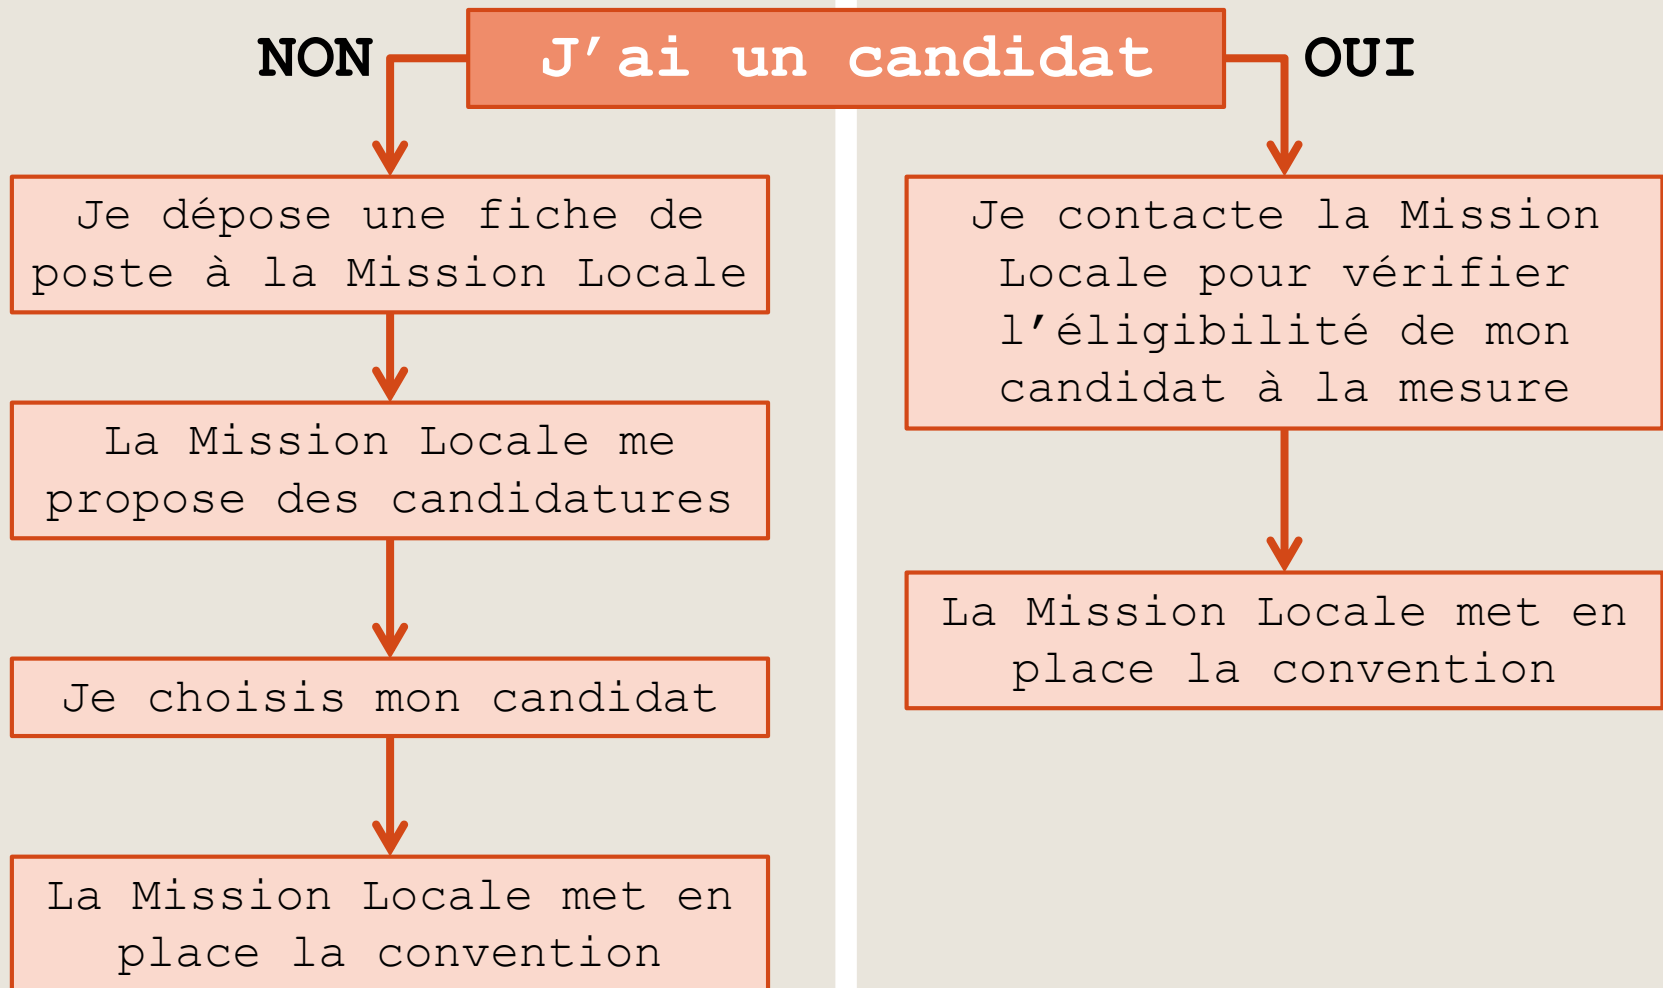 NON
J’ai un candidat
OUI
Je dépose une fiche de
poste à la Mission Locale
La Mission Locale me
propose des candidatures
Je choisis mon candidat
La Mission Locale met en
place la convention
Je contacte la Mission
Locale pour vérifier
l’éligibilité de mon
candidat à la mesure
La Mission Locale met en
place la convention